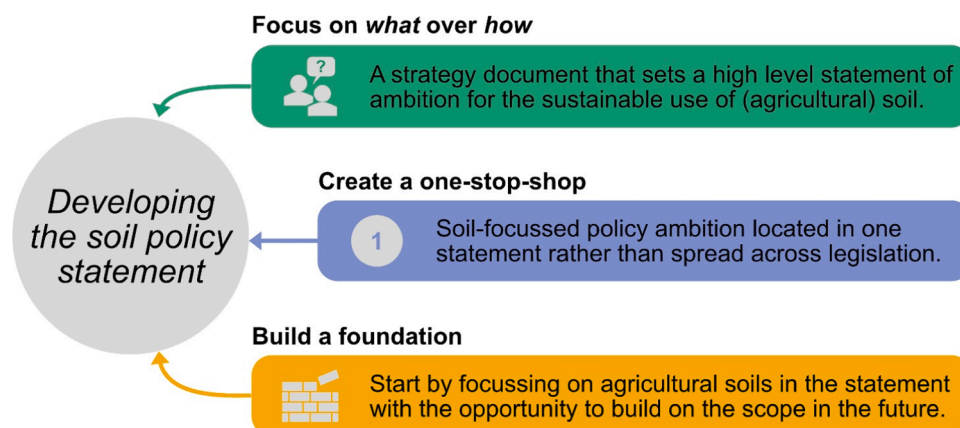 Focus on what over how
?
A strategy document that sets a high level statement of
ambition for the sustainable use of (agricultural) soil.
Developing
the soil policy
statement
Create a one-stop-shop
1
Soil-focussed policy ambition located in one
statement rather than spread across legislation.
Build a foundation
Start by focussing on agricultural soils in the statement
with the opportunity to build on the scope in the future.